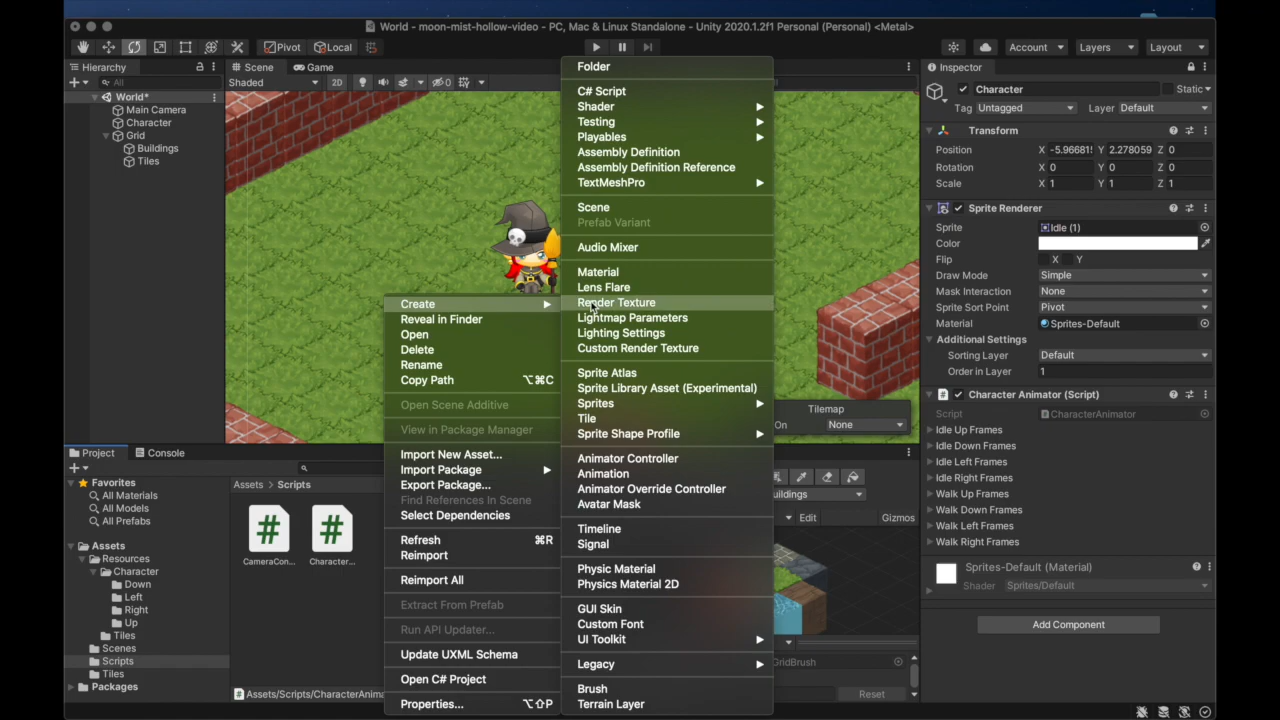 World - moon-mist-hollow-video - PC, Mac & Linux Standalone - Unity 2020.1.2f1 Personal (Personal) <Metal>
Pivot
Local
Account
Layers
Layout
Hierarchy
All
World*
Main Camera
Character
Grid
Buildings
Tiles
Scene
Game
Shaded
2D
0
Create
Reveal in Finder
Open
Delete
Rename
Copy Path ⌥⌘C
Open Scene Additive
View in Package Manager
Import New Asset...
Import Package
Export Package...
Find References In Scene
Select Dependencies
Refresh ⌘R
Reimport
Reimport All
Extract From Prefab
Run API Updater...
Update UXML Schema
Open C# Project
Properties... ⌥⇧P
Folder
C# Script
Shader
Testing
Playables
Assembly Definition
Assembly Definition Reference
TextMeshPro
Scene
Prefab Variant
Audio Mixer
Material
Lens Flare
Render Texture
Lightmap Parameters
Lighting Settings
Custom Render Texture
Sprite Atlas
Sprite Library Asset (Experimental)
Sprites
Tile
Sprite Shape Profile
Animator Controller
Animation
Animator Override Controller
Avatar Mask
Timeline
Signal
Physic Material
Physics Material 2D
GUI Skin
Custom Font
UI Toolkit
Legacy
Brush
Terrain Layer
Tilemap
On None
uildings
Edit Gizmos
GridBrush
Reset
Project
Console
Favorites
All Materials
All Models
All Prefabs
Assets
Resources
Character
Down
Left
Right
Up
Tiles
Scenes
Scripts
Tiles
Packages
Assets > Scripts
#
CameraCon...
#
Character...
Assets/Scripts/CharacterAnima
Inspector
Character
Static
Tag Untagged
Layer Default
Transform
Position X -5.96681 Y 2.278059 Z 0
Rotation X 0 Y 0 Z 0
Scale X 1 Y 1 Z 1
Sprite Renderer
Sprite Idle (1)
Color
Flip X Y
Draw Mode Simple
Mask Interaction None
Sprite Sort Point Pivot
Material Sprites-Default
Additional Settings
Sorting Layer Default
Order in Layer 1
# Character Animator (Script)
Script CharacterAnimator
Idle Up Frames
Idle Down Frames
Idle Left Frames
Idle Right Frames
Walk Up Frames
Walk Down Frames
Walk Left Frames
Walk Right Frames
Sprites-Default (Material)
Shader Sprites/Default
Add Component